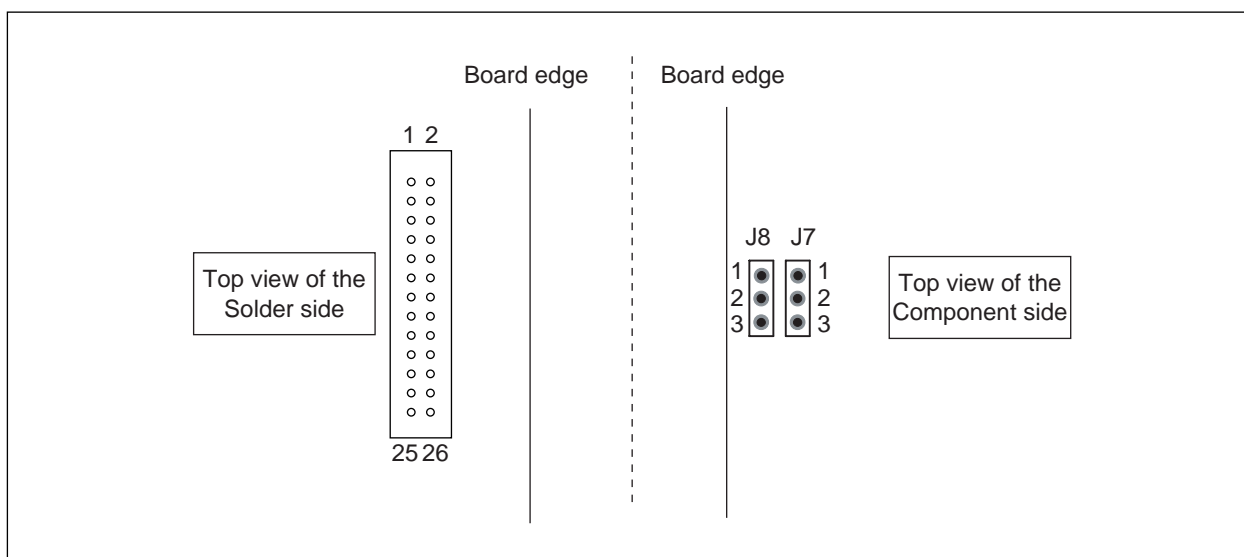 Board edge
Board edge
1 2
25 26
Top view of the
Solder side
J8 J7
1 1
2 2
3 3
Top view of the
Component side